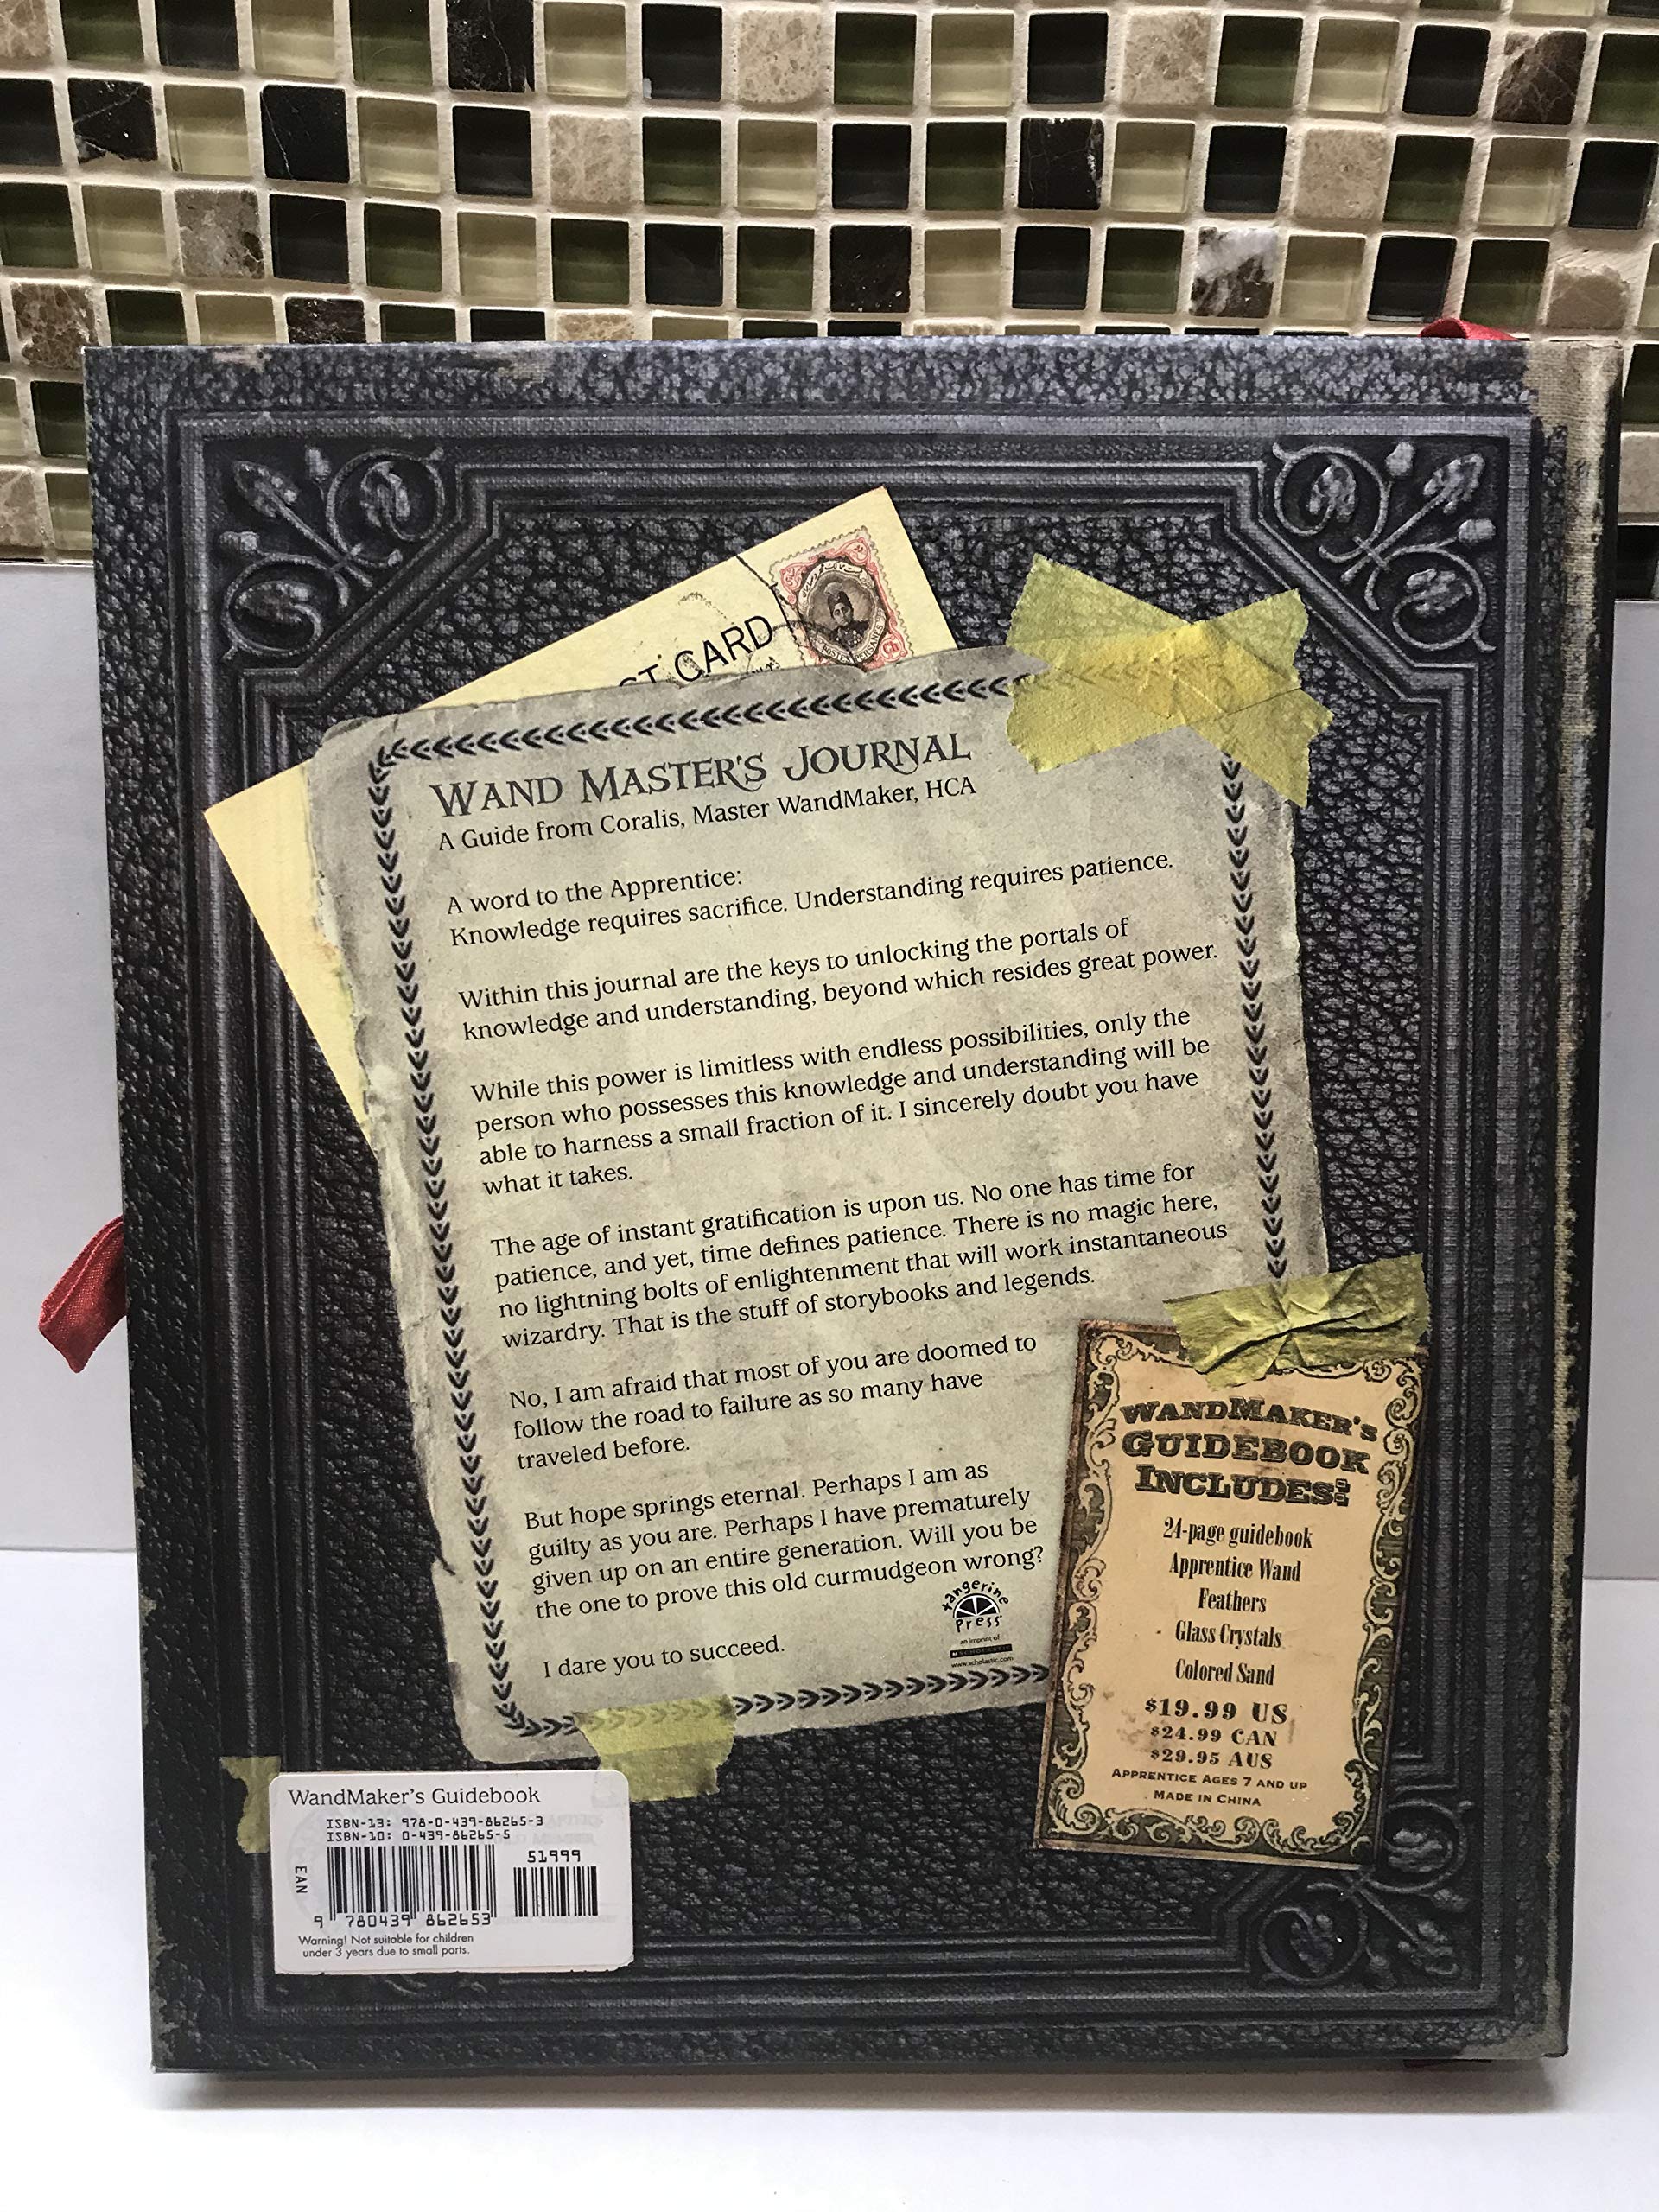 CARD
POSTES PERSANES
WAND MASTER'S JOURNAL
A Guide from Coralis, Master WandMaker, HCA
A word to the Apprentice:
Knowledge requires sacrifice. Understanding requires patience.
Within this journal are the keys to unlocking the portals of
knowledge and understanding, beyond which resides great power.
While this power is limitless with endless possibilities, only the
person who possesses this knowledge and understanding will be
able to harness a small fraction of it. I sincerely doubt you have
what it takes.
The age of instant gratification is upon us. No one has time for
patience, and yet, time defines patience. There is no magic here,
no lightning bolts of enlightenment that will work instantaneous
wizardry. That is the stuff of storybooks and legends.
No, I am afraid that most of you are doomed to
follow the road to failure as so many have
traveled before.
But hope springs eternal. Perhaps I am as
guilty as you are. Perhaps I have prematurely
given up on an entire generation. Will you be
the one to prove this old curmudgeon wrong?
I dare you to succeed.
tangerine
Press
an imprint of
SCHOLASTIC
www.scholastic.com
WANDMAKER'S
GUIDEBOOK
INCLUDES:
24-page guidebook
Apprentice Wand
Feathers
Glass Crystals
Colored Sand
$19.99 US
$24.99 CAN
$29.95 AUS
APPRENTICE AGES 7 AND UP
MADE IN CHINA
WandMaker's Guidebook
ISBN-13: 978-0-439-86265-3
ISBN-10: 0-439-86265-5
51999
EAN
9 780439 862653
Warning! Not suitable for children
under 3 years due to small parts.